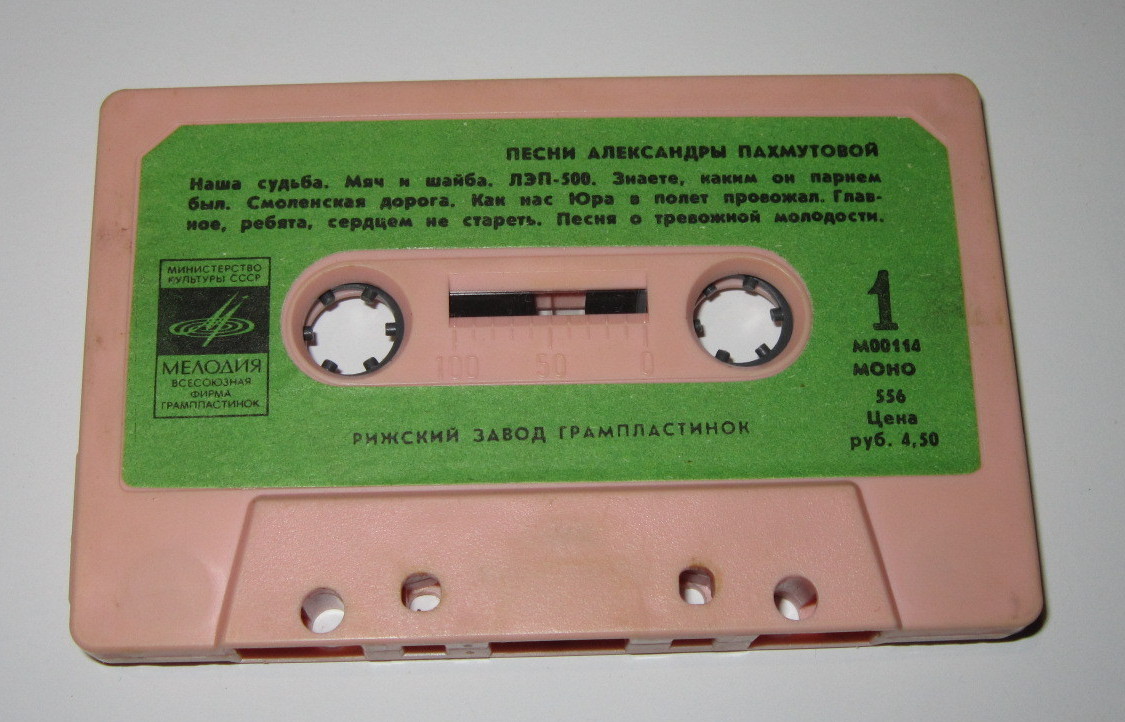 ПЕСНИ АЛЕКСАНДРЫ ПАХМУТОВОЙ
Наша судьба. Мяч и шайба. ЛЭП-500. Знаете, каким он парнем
был. Смоленская дорога. Как нас Юра в полет провожал. Глав-
ное, ребята, сердцем не стареть. Песня о тревожной молодости.
МИНИСТЕРСТВО
КУЛЬТУРЫ СССР
МЕЛОДИЯ
ВСЕСОЮЗНАЯ
ФИРМА
ГРАМПЛАСТИНОК
100 50 0
1
М00114
МОНО
556
Цена
руб. 4,50
РИЖСКИЙ ЗАВОД ГРАМПЛАСТИНОК